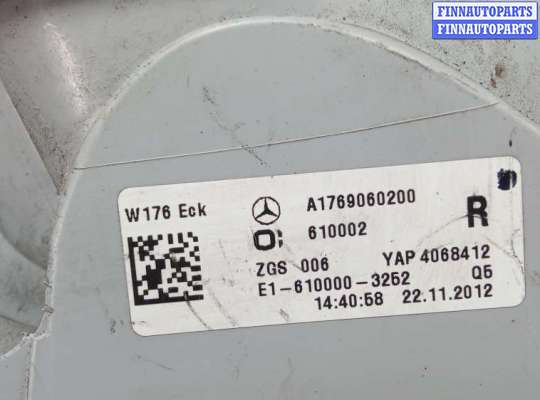 FINNAUTOPARTS
FINNAUTOPARTS
W176 Eck
A1769060200
610002
R
ZGS 006 YAP 4068412
E1-610000-3252 Q5
14:40:58 22.11.2012